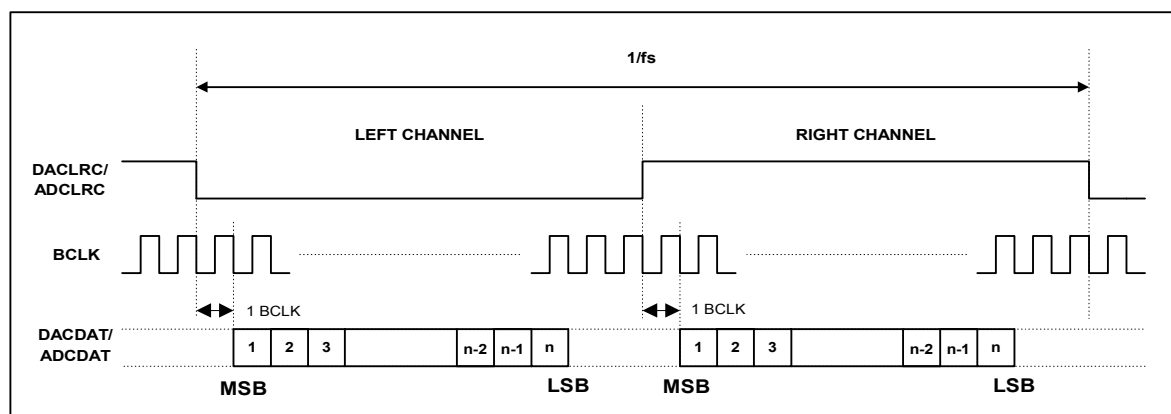 1/fs
LEFT CHANNEL RIGHT CHANNEL
DACLRC/
ADCLRC
BCLK
1 BCLK 1 BCLK
DACDAT/
ADCDAT
1 2 3 n-2 n-1 n 1 2 3 n-2 n-1 n
MSB LSB MSB LSB